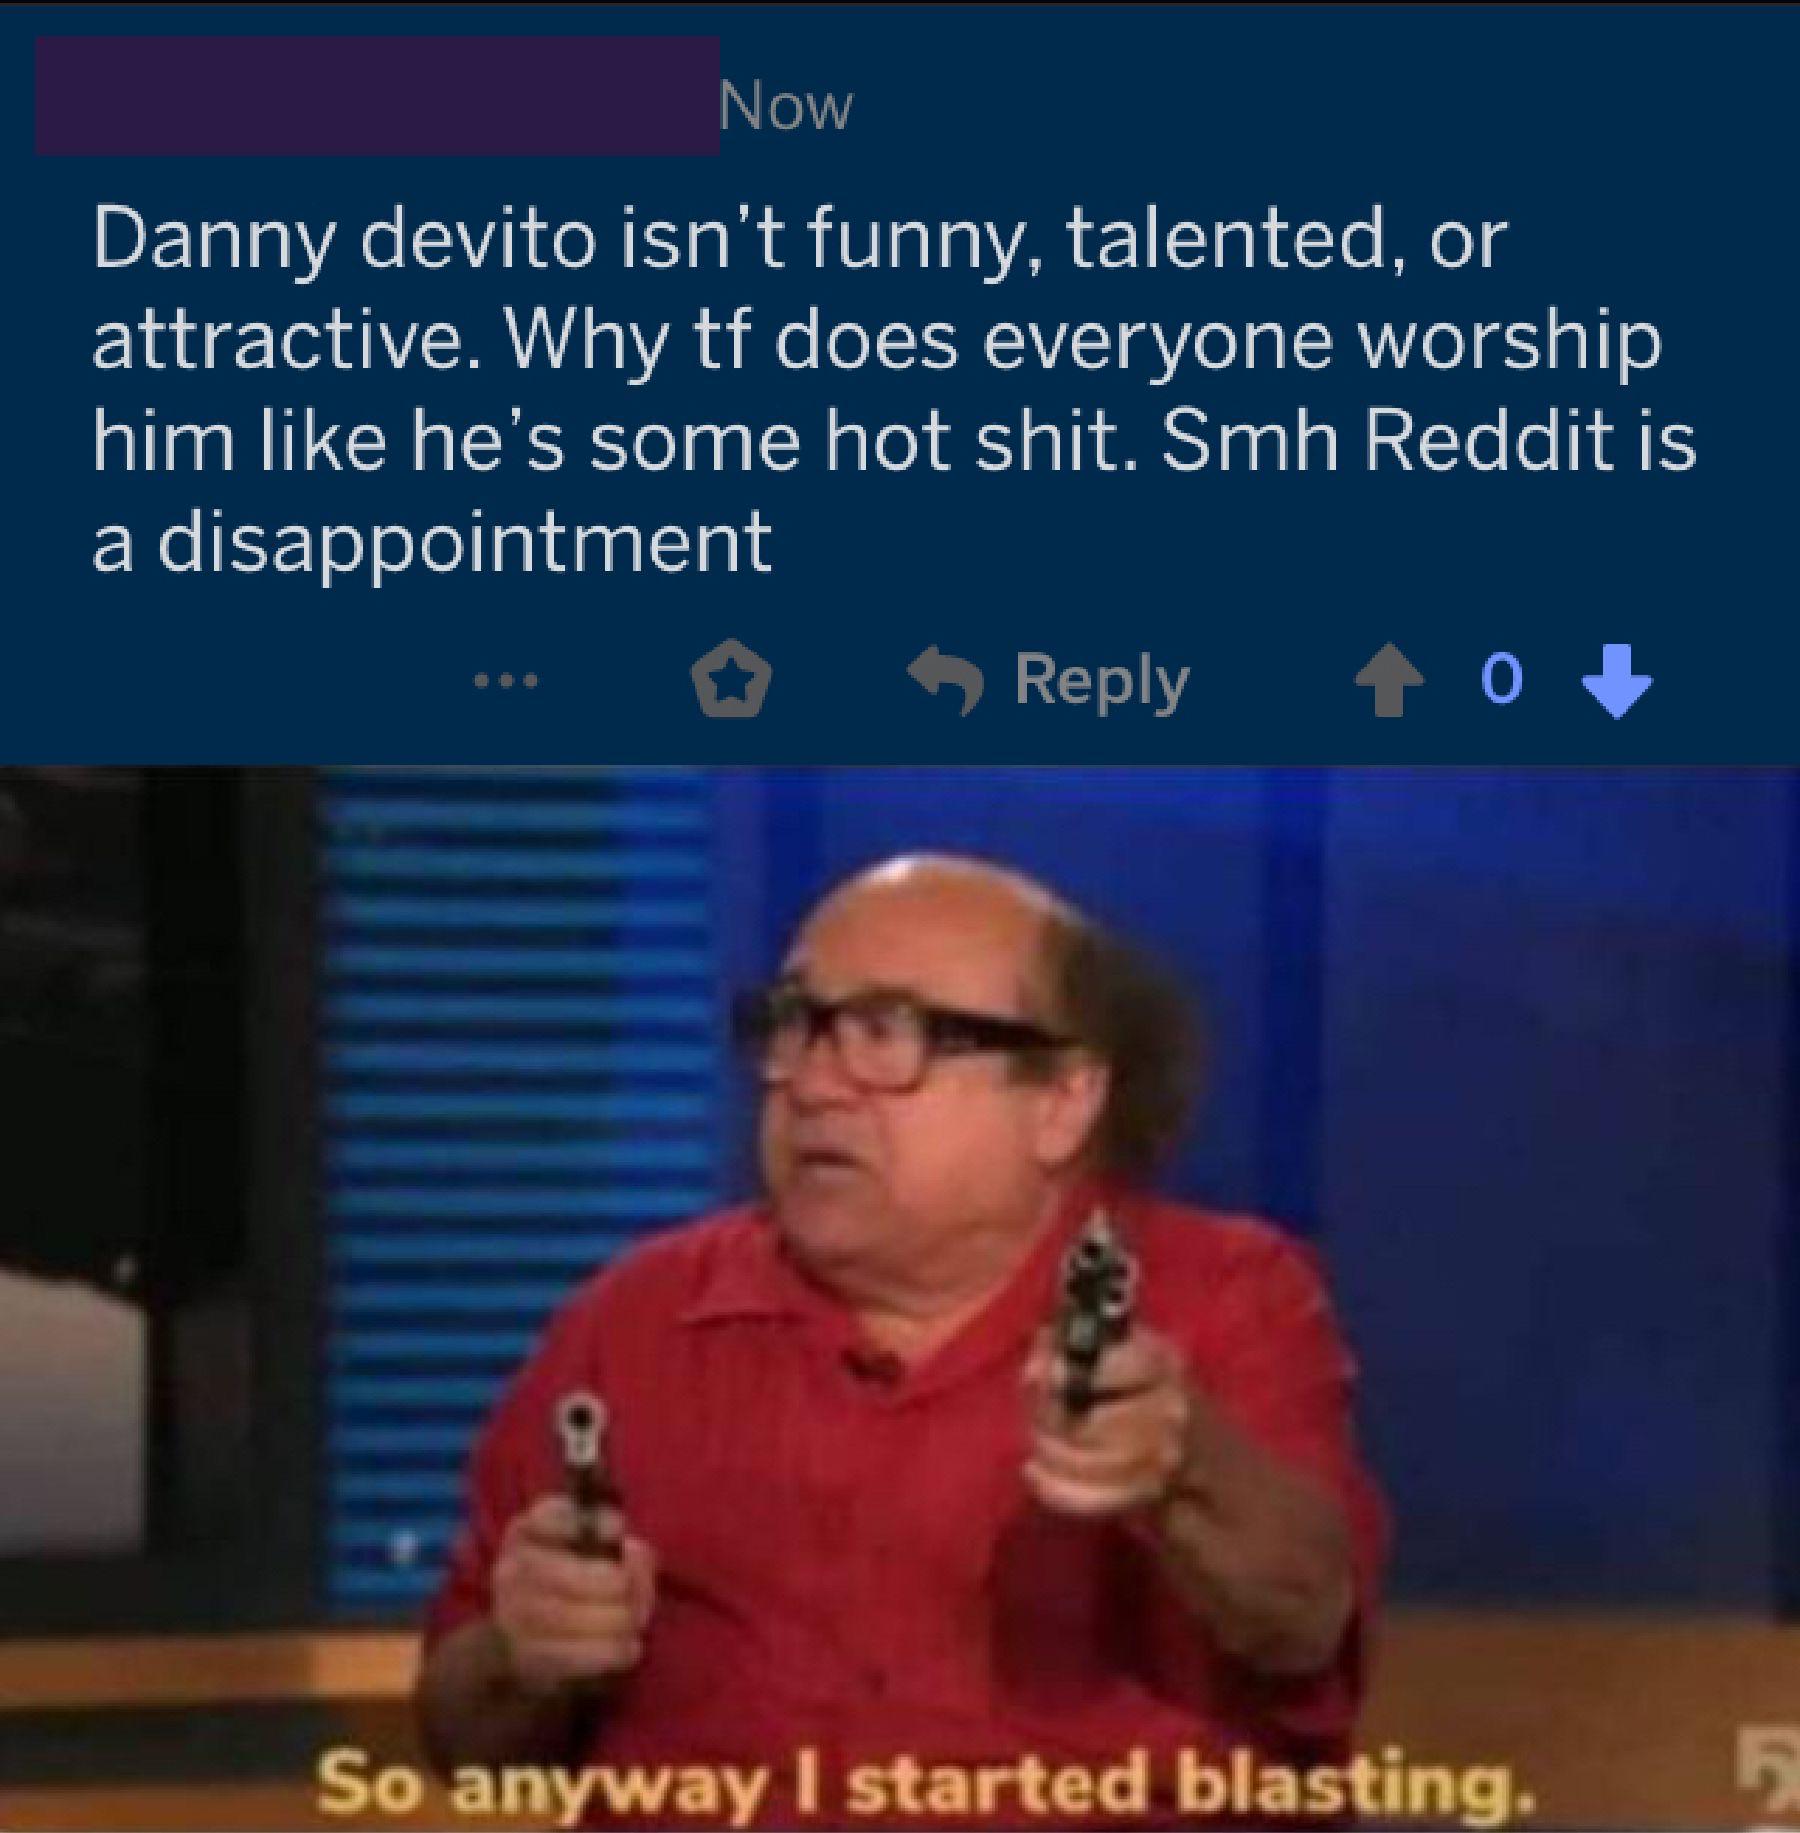 Now
Danny devito isn't funny, talented, or
attractive. Why tf does everyone worship
him like he's some hot shit. Smh Reddit is
a disappointment
Reply 0
So anyway I started blasting.